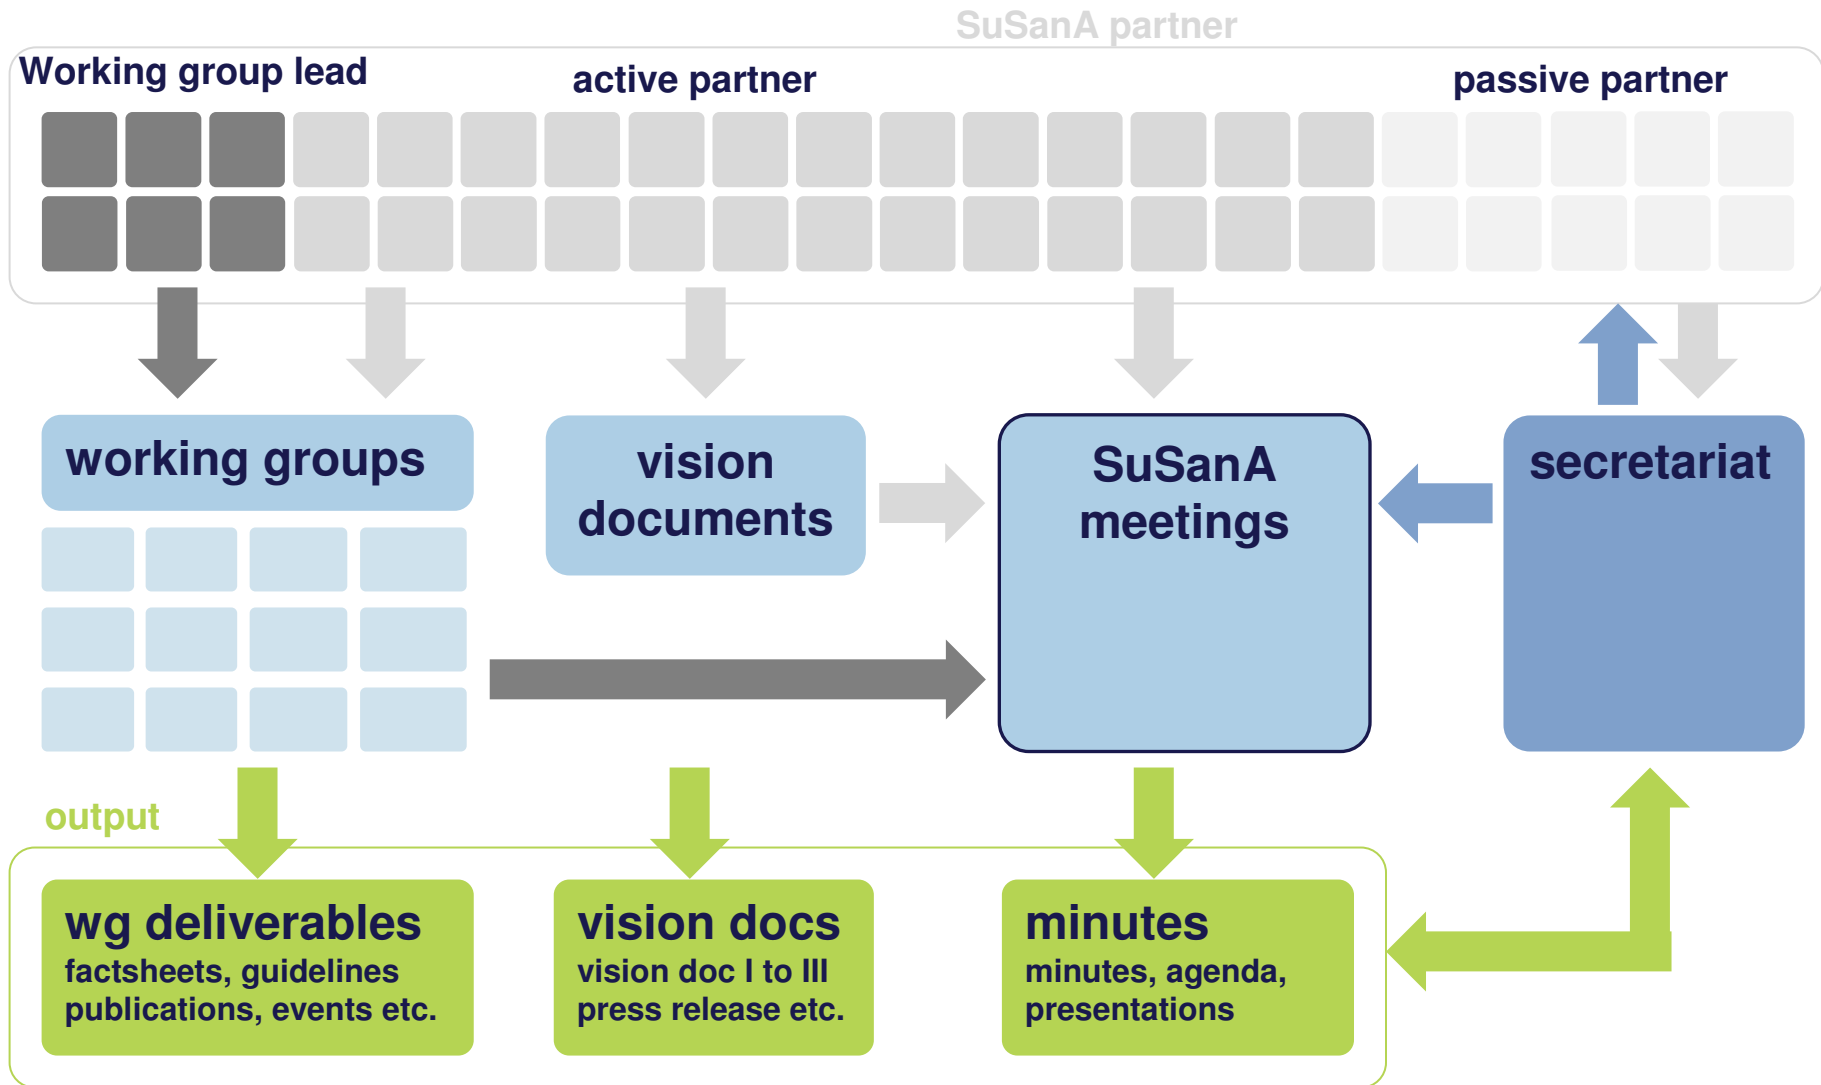 SuSanA partner
Working group lead
active partner
passive partner
working groups
vision
documents
SuSanA
meetings
secretariat
output
wg deliverables
factsheets, guidelines
publications, events etc.
vision docs
vision doc I to III
press release etc.
minutes
minutes, agenda,
presentations